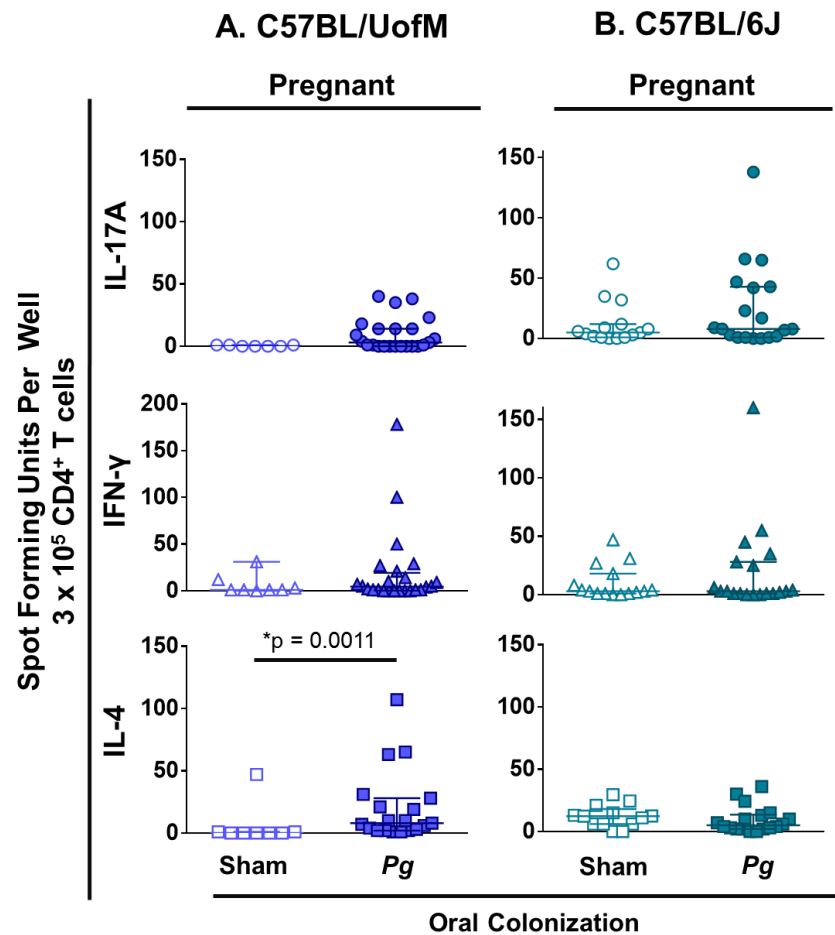 A. C57BL/UofM
B. C57BL/6J
Pregnant
Pregnant
Spot Forming Units Per Well
3 x 10⁵ CD4⁺ T cells
IL-17A
150
100
50
0
150
100
50
0
IFN-γ
200
150
100
50
0
150
100
50
0
IL-4
150
100
50
0
*p = 0.0011
150
100
50
0
Sham
Pg
Sham
Pg
Oral Colonization